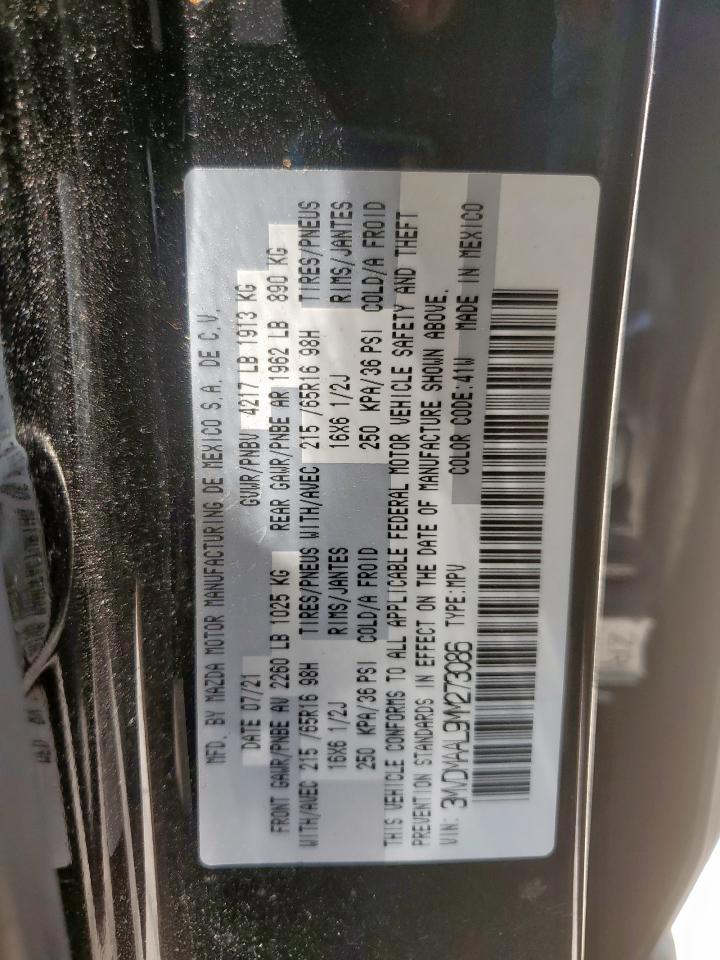 MFD. BY MAZDA MOTOR MANUFACTURING DE MEXICO S.A. DE C.V.
DATE 07/21 GVWR/PNBV 4217 LB 1913 KG
FRONT GAWR/PNBE AV 2260 LB 1025 KG REAR GAWR/PNBE AR 1962 LB 890 KG
WITH/AVEC 215 /65R16 98H TIRES/PNEUS WITH/AVEC 215 /65R16 98H TIRES/PNEUS
16X6 1/2J RIMS/JANTES 16X6 1/2J RIMS/JANTES
250 KPA/36 PSI COLD/A FROID 250 KPA/36 PSI COLD/A FROID
THIS VEHICLE CONFORMS TO ALL APPLICABLE FEDERAL MOTOR VEHICLE SAFETY AND THEFT
PREVENTION STANDARDS IN EFFECT ON THE DATE OF MANUFACTURE SHOWN ABOVE.
VIN: 3MVDMAAL9MM273086 TYPE:MPV COLOR CODE:41W MADE IN MEXICO